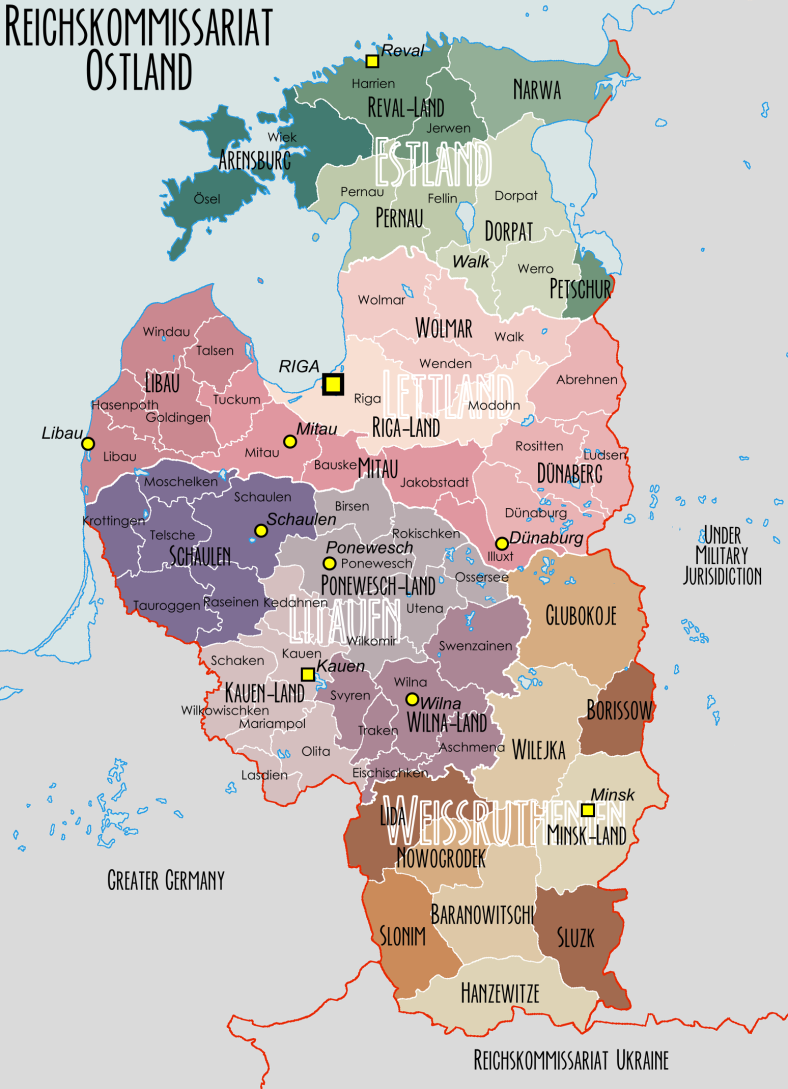 REICHSKOMMISSARIAT
OSTLAND
Reval
Harrien
REVAL-LAND
NARWA
Jerwen
Wiek
ARENSBURG
ESTLAND
Ösel
Pernau
Fellin
Dorpat
PERNAU
DORPAT
Walk
Werro
PETSCHUR
Wolmar
WOLMAR
Walk
Windau
Talsen
RIGA
Wenden
LIBAU
LETTLAND
Abrehnen
Tuckum
Riga
Modohn
Hasenpoth
Goldingen
RIGA-LAND
Libau
Mitau
Rositten
Ludsen
Libau
Mitau
Bauske
MITAU
DÜNABERG
Moschelken
Jakobstadt
Schaulen
Birsen
Dünaburg
Krottingen
Schaulen
Telsche
Rokischken
Dünaburg
SCHAULEN
Ponewesch
Ponewesch
Illuxt
UNDER
MILITARY
JURISIDICTION
PONEWESCH-LAND
Ossersee
Tauroggen
Raseinen
Kedahnen
Utena
GLUBOKOJE
LITAUEN
Wilkomir
Swenzainen
Schaken
Kauen
Kauen
KAUEN-LAND
Svyren
Wilna
Wilna
BORISSOW
Wilkowischken
Mariampol
Traken
WILNA-LAND
Olita
Aschmena
WILEJKA
Lasdien
Eischischken
Minsk
LIDA
WEISSRUTHENIEN
MINSK-LAND
NOWOGRODEK
GREATER GERMANY
BARANOWITSCHI
SLONIM
SLUZK
HANZEWITZE
REICHSKOMMISSARIAT UKRAINE